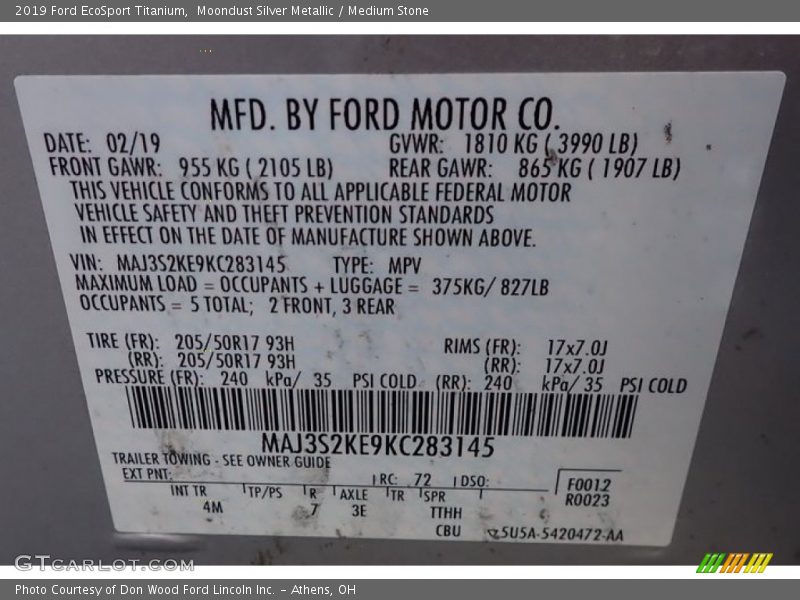 2019 Ford EcoSport Titanium,  Moondust Silver Metallic / Medium Stone
MFD. BY FORD MOTOR CO.
DATE: 02/19 GVWR: 1810 KG ( 3990 LB)
FRONT GAWR: 955 KG ( 2105 LB) REAR GAWR: 865 KG ( 1907 LB)
THIS VEHICLE CONFORMS TO ALL APPLICABLE FEDERAL MOTOR
VEHICLE SAFETY AND THEFT PREVENTION STANDARDS
IN EFFECT ON THE DATE OF MANUFACTURE SHOWN ABOVE.
VIN: MAJ3S2KE9KC283145 TYPE: MPV
MAXIMUM LOAD = OCCUPANTS + LUGGAGE = 375KG/ 827LB
OCCUPANTS = 5 TOTAL; 2 FRONT, 3 REAR
TIRE (FR): 205/50R17 93H RIMS (FR): 17x7.0J
(RR): 205/50R17 93H (RR): 17x7.0J
PRESSURE (FR): 240 kPa/ 35 PSI COLD (RR): 240 kPa/ 35 PSI COLD
MAJ3S2KE9KC283145
TRAILER TOWING - SEE OWNER GUIDE
EXT PNT: RC: 72 DSO: F0012
R0023
INT TR TP/PS R AXLE TR SPR
4M 7 3E TTHH
CBU 5U5A-5420472-AA
GTCarLot.com
Photo Courtesy of Don Wood Ford Lincoln Inc. – Athens, OH